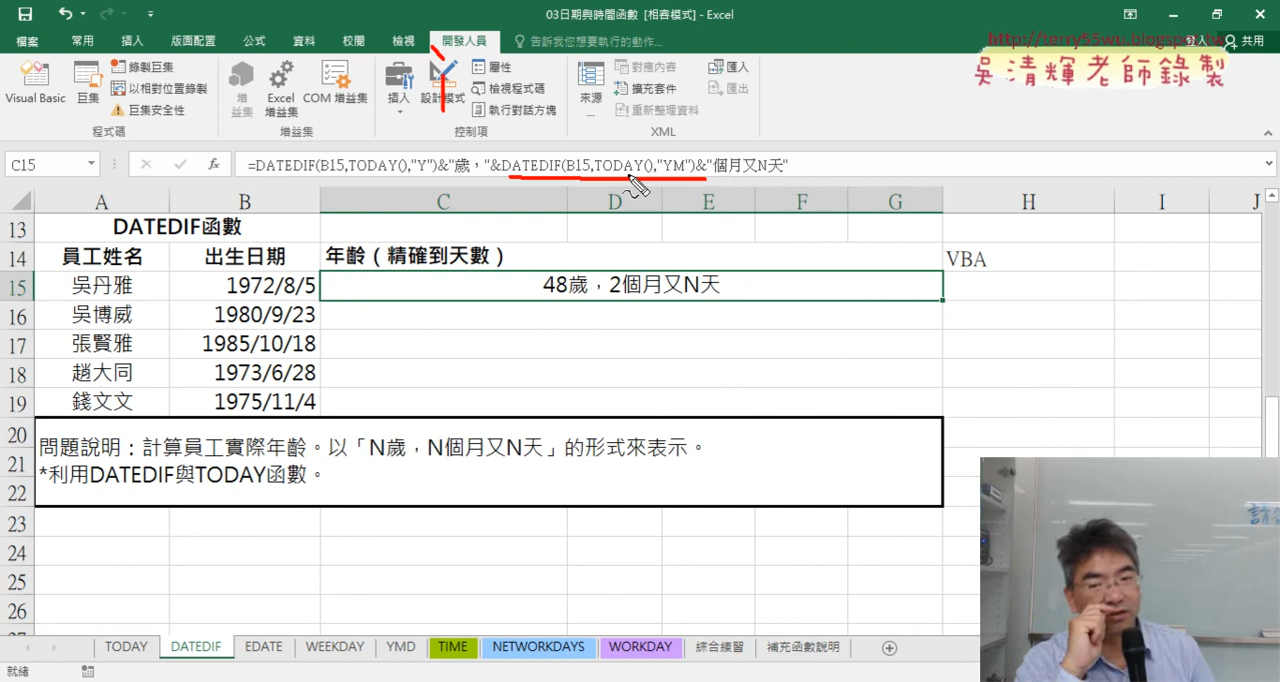 03日期與時間函數 [相容模式] - Excel
檔案 常用 插入 版面配置 公式 資料 校閱 檢視 開發人員 告訴我您想要執行的動作... 登入 共用
http://terry55wu.blogspot.tw
吳清輝老師錄製
Visual Basic 巨集 錄製巨集 以相對位置錄製 巨集安全性
增益集 Excel 增益集 COM 增益集
插入 設計模式 屬性 檢視程式碼 執行對話方塊
來源... 對應內容 擴充套件 重新整理資料 匯入 匯出
程式碼 增益集 控制項 XML
C15 fx =DATEDIF(B15,TODAY(),"Y")&"歲，"&DATEDIF(B15,TODAY(),"YM")&"個月又N天"
A B C D E F G H I J
13 DATEDIF函數
14 員工姓名 出生日期 年齡（精確到天數） VBA
15 吳丹雅 1972/8/5 48歲，2個月又N天
16 吳博威 1980/9/23
17 張賢雅 1985/10/18
18 趙大同 1973/6/28
19 錢文文 1975/11/4
20
21 問題說明：計算員工實際年齡。以「N歲，N個月又N天」的形式來表示。
22 *利用DATEDIF與TODAY函數。
23
24
25
26
TODAY DATEDIF EDATE WEEKDAY YMD TIME NETWORKDAYS WORKDAY 綜合練習 補充函數說明
就緒